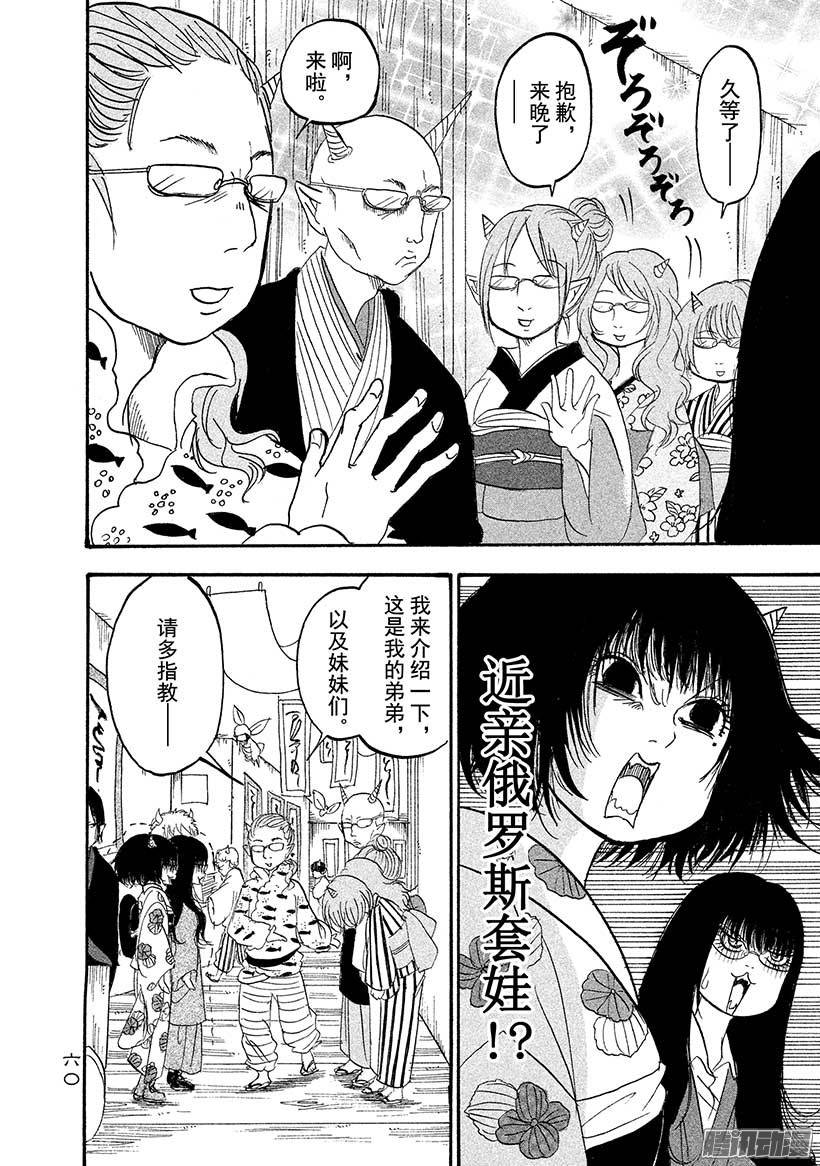 久等了——
ぞろぞろぞろ
抱歉，
来晚了
——
啊，
来啦。
近亲俄罗斯套娃!?
我来介绍一下，
这是我的弟弟，
以及妹妹们。
请多指教——
六〇
腾讯动漫